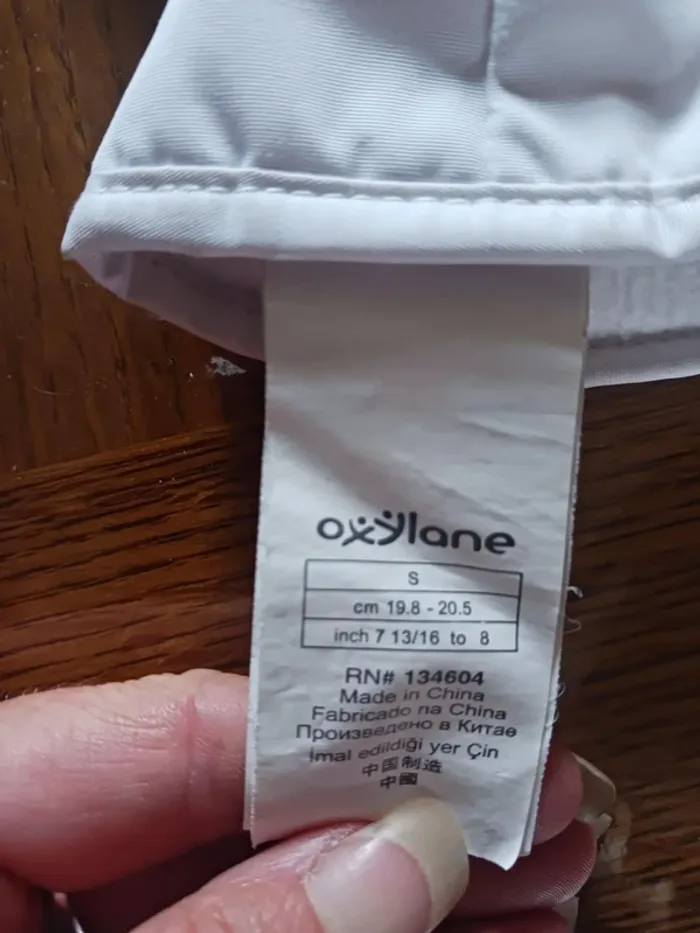 oxylane
S
cm 19.8 - 20.5
inch 7 13/16 to 8
RN# 134604
Made in China
Fabricado na China
Произведено в Китае
İmal edildiği yer Çin
中国制造
中國